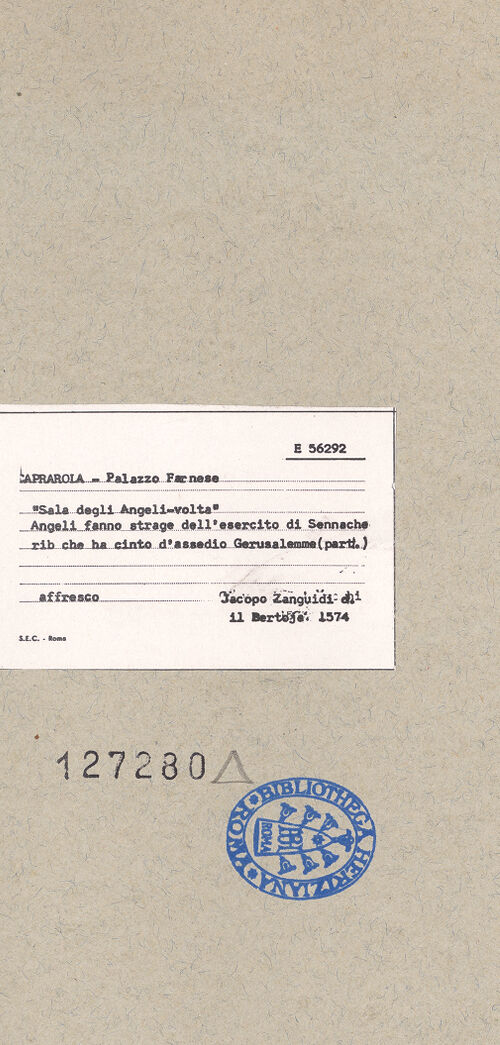 E 56292
CAPRAROLA - Palazzo Farnese
"Sala degli Angeli-volta"
Angeli fanno strage dell'esercito di Sennache
rib che ha cinto d'assedio Gerusalemme(part.)
affresco
Jacopo Zanguidi d.
il Bertoja. 1574
S.E.C. - Roma
127280
BIBLIOTHECA HERTZIANA ROMA
ROMA